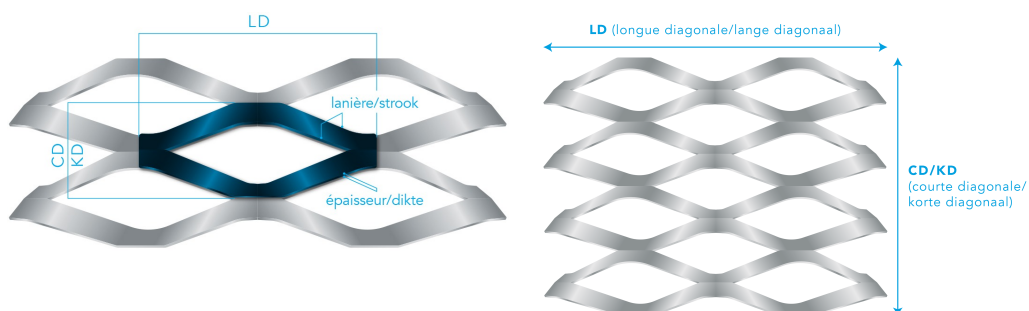 LD
lanière/strook
CD
KD
épaisseur/dikte
LD (longue diagonale/lange diagonaal)
CD/KD
(courte diagonale/
korte diagonaal)